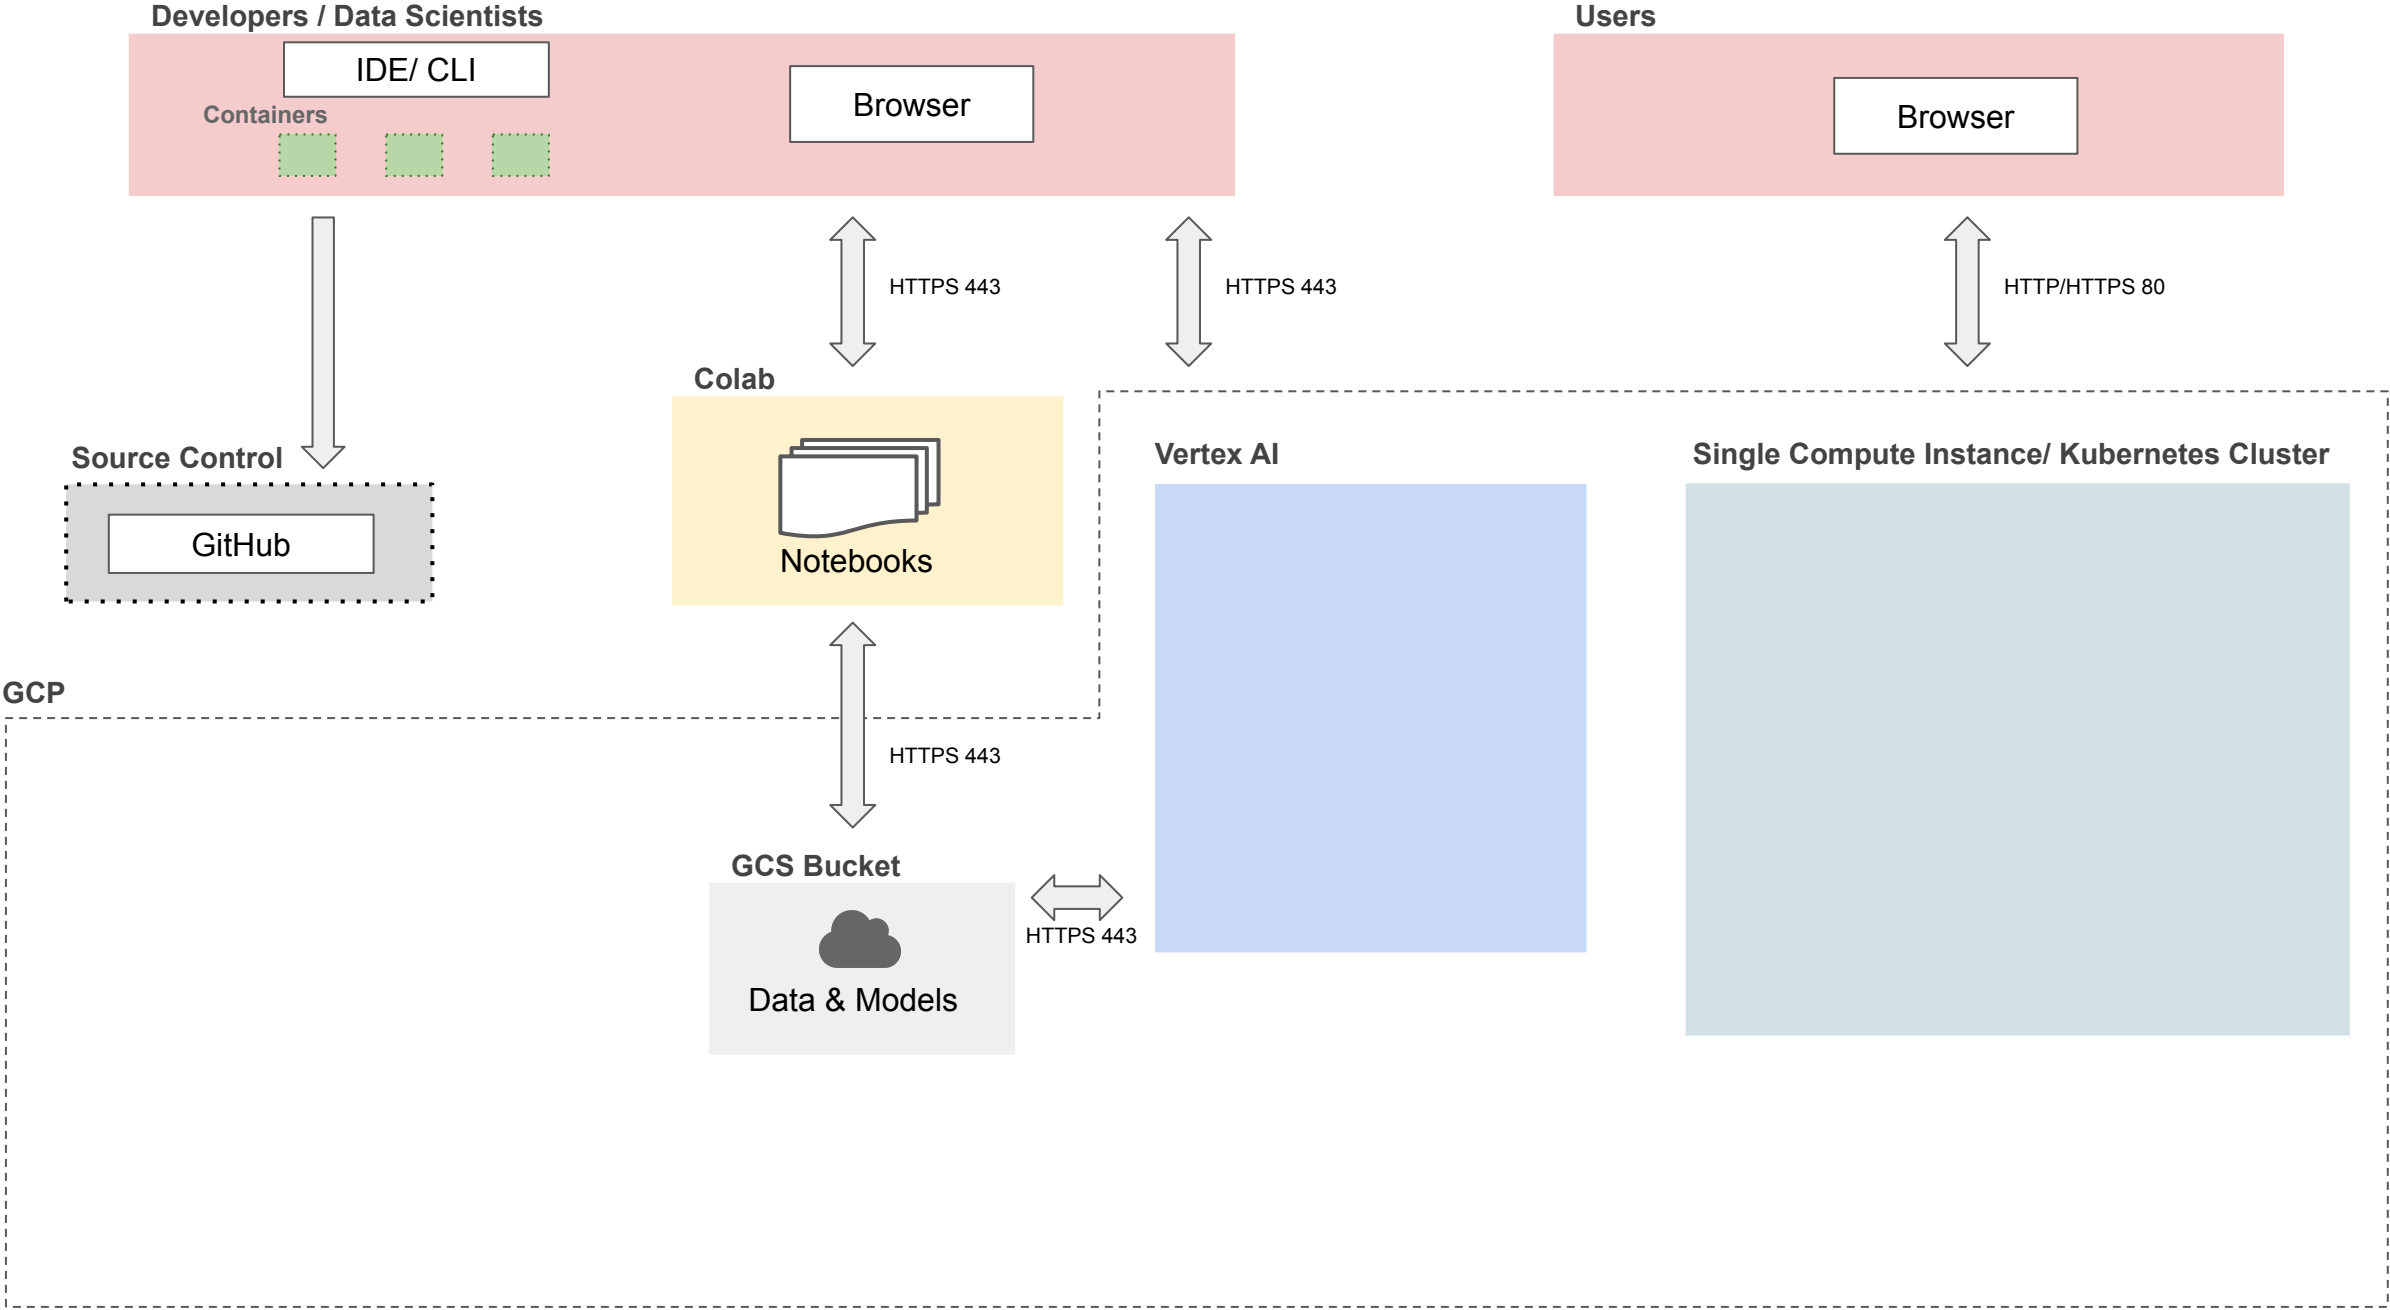 Developers / Data Scientists
Users
IDE/ CLI
Containers
Browser
Browser
HTTPS 443
HTTPS 443
HTTP/HTTPS 80
Colab
Notebooks
Source Control
GitHub
Vertex AI
Single Compute Instance/ Kubernetes Cluster
GCP
HTTPS 443
GCS Bucket
Data & Models
HTTPS 443